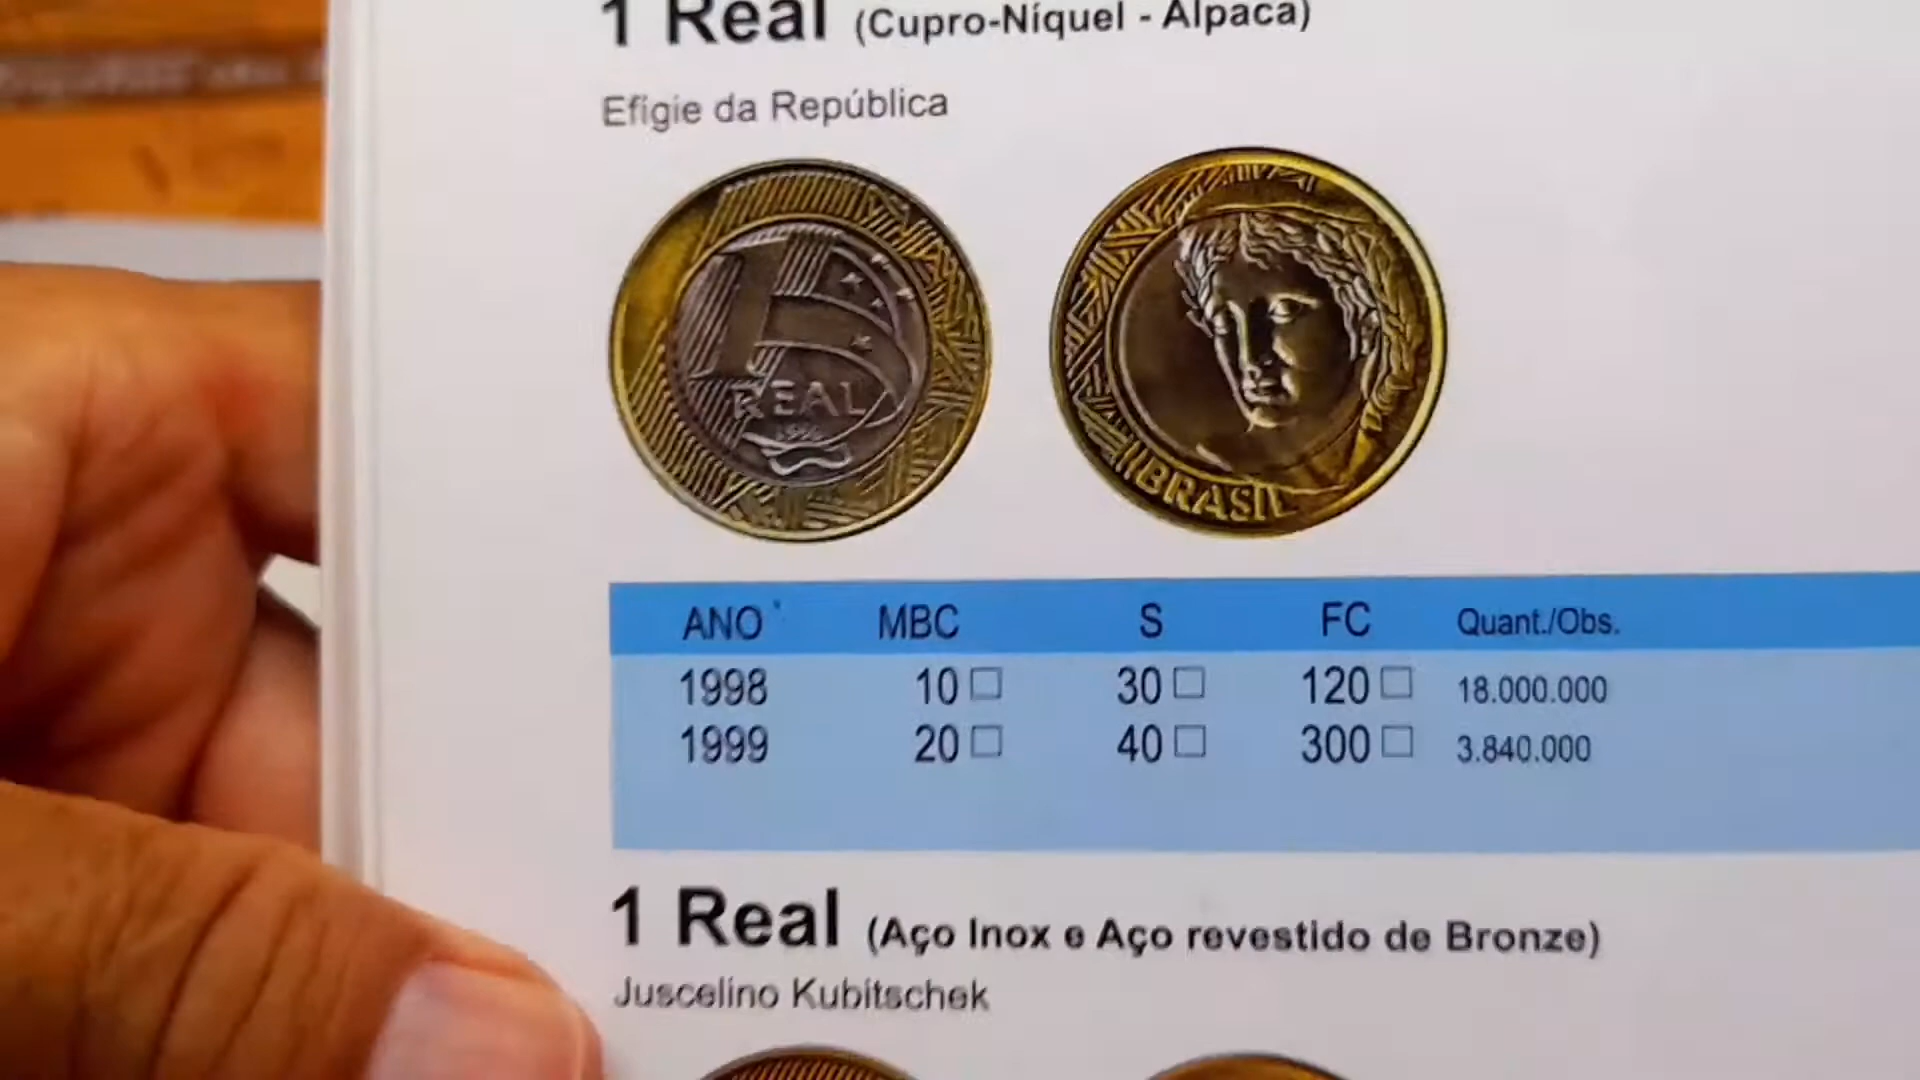 1 Real (Cupro-Níquel - Alpaca)
Efígie da República
1
REAL
BRASIL
ANO MBC S FC Quant./Obs.
1998 10 30 120 18.000.000
1999 20 40 300 3.840.000
1 Real (Aço Inox e Aço revestido de Bronze)
Juscelino Kubitschek